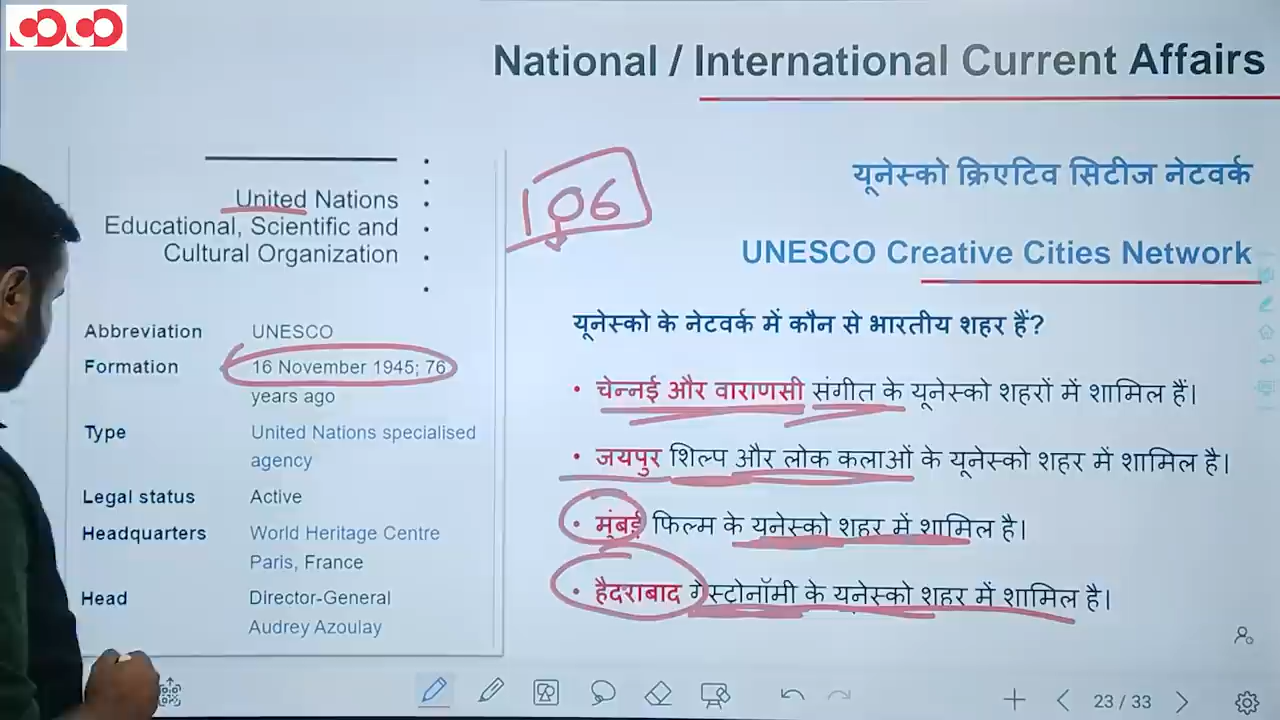 National / International Current Affairs
United Nations
Educational, Scientific and
Cultural Organization
Abbreviation UNESCO
Formation 16 November 1945; 76
years ago
Type United Nations specialised
agency
Legal status Active
Headquarters World Heritage Centre
Paris, France
Head Director-General
Audrey Azoulay
106
यूनेस्को क्रिएटिव सिटीज नेटवर्क
UNESCO Creative Cities Network
यूनेस्को के नेटवर्क में कौन से भारतीय शहर हैं?
• चेन्नई और वाराणसी संगीत के यूनेस्को शहरों में शामिल हैं।
• जयपुर शिल्प और लोक कलाओं के यूनेस्को शहर में शामिल है।
• मुंबई फिल्म के यूनेस्को शहर में शामिल है।
• हैदराबाद गैस्ट्रोनॉमी के यूनेस्को शहर में शामिल है।
23 / 33